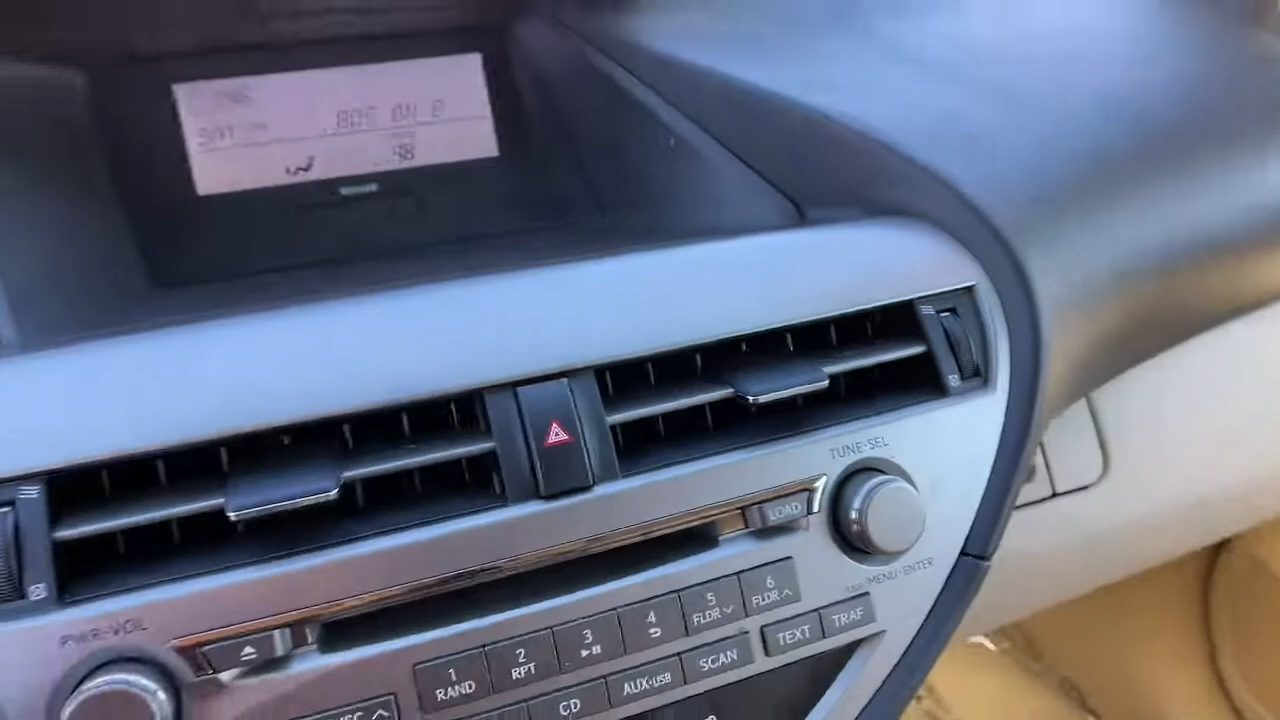 TUNE·SEL
LOAD
MENU·ENTER
PWR·VOL
1 RAND
2 RPT
3
4
5 FLDR
6 FLDR
TEXT
TRAF
CD
AUX·USB
SCAN